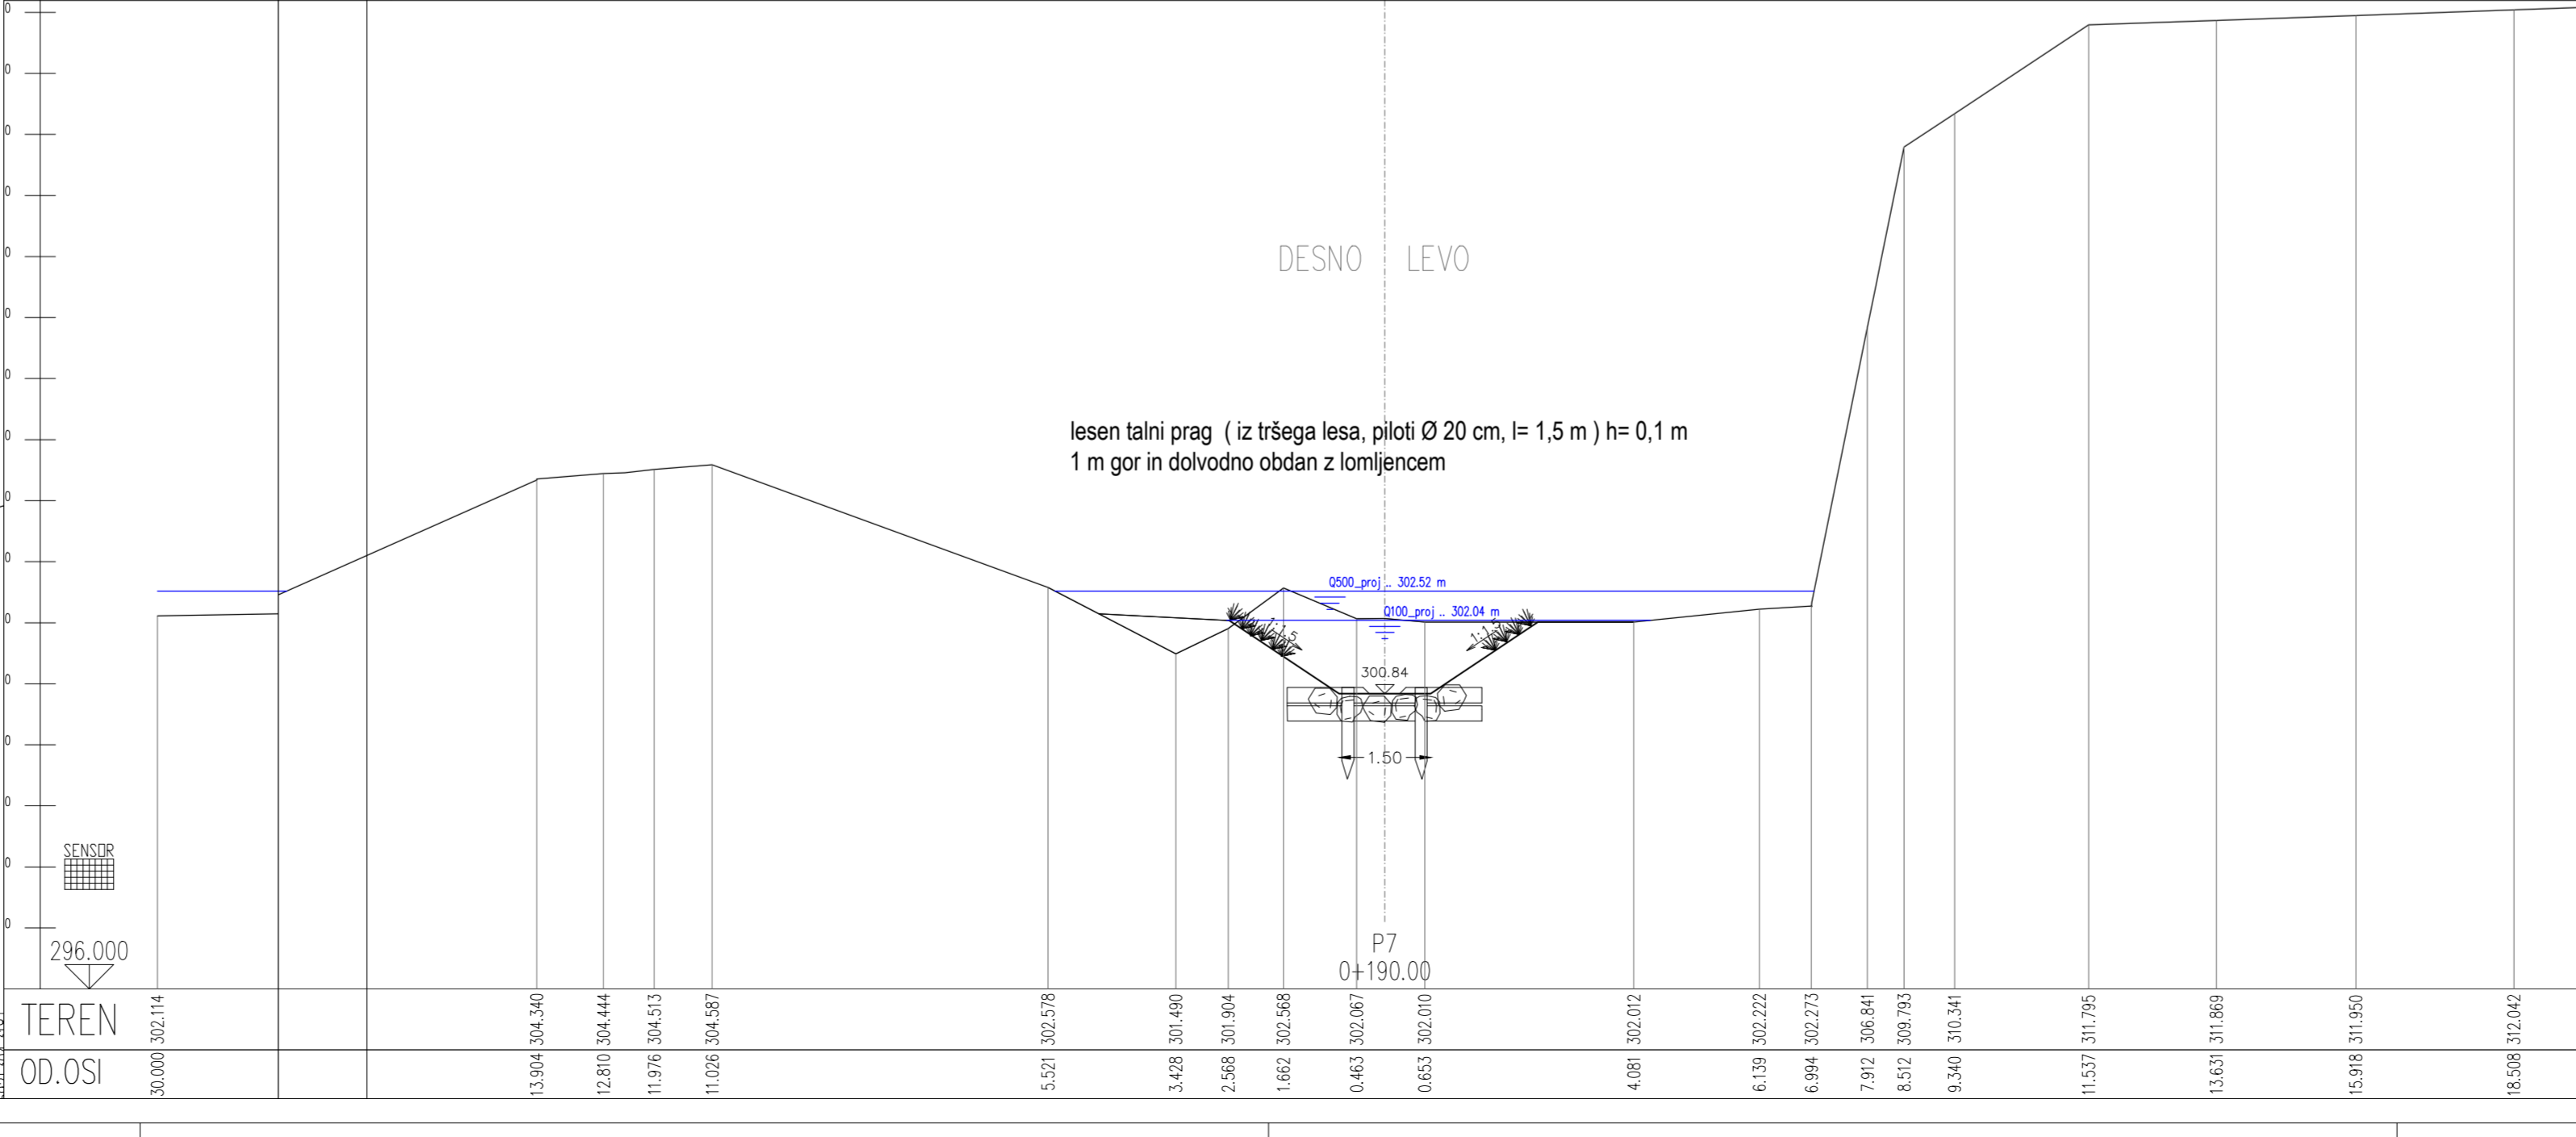 DESNO LEVO
lesen talni prag ( iz tršega lesa, piloti Ø 20 cm, l= 1,5 m ) h= 0,1 m
1 m gor in dolvodno obdan z lomljencem
Q500_proj .. 302.52 m
Q100_proj .. 302.04 m
1:1.5
1:1.5
300.84
1.50
SENSOR
296.000
P7
0+190.00
TEREN 302.114 304.340 304.444 304.513 304.587 302.578 301.490 301.904 302.568 302.067 302.010 302.012 302.222 302.273 306.841 309.793 310.341 311.795 311.869 311.950 312.042
OD.OSI 30.000 13.904 12.810 11.976 11.026 5.521 3.428 2.568 1.662 0.463 0.653 4.081 6.139 6.994 7.912 8.512 9.340 11.537 13.631 15.918 18.508